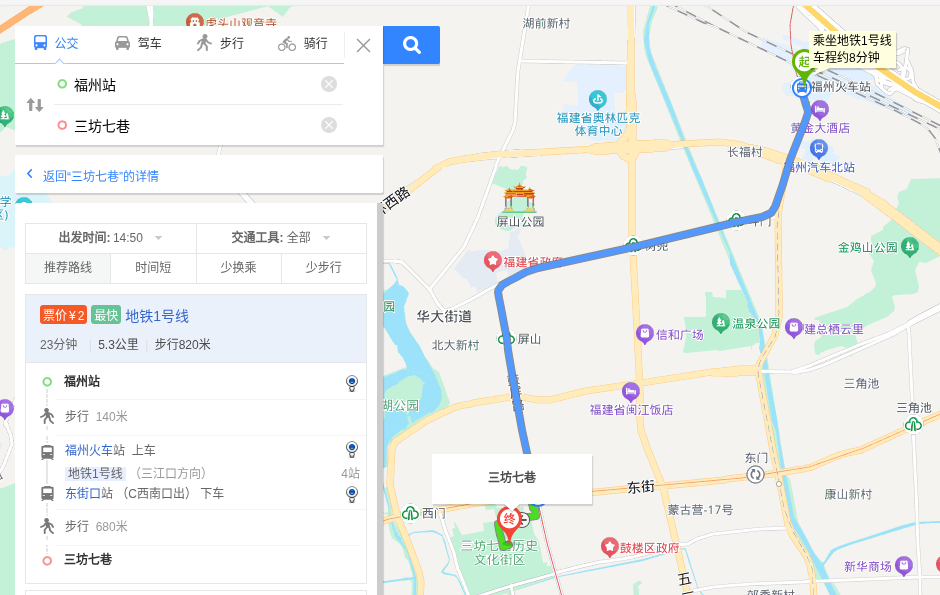 公交
驾车
步行
骑行
福州站
三坊七巷
返回“三坊七巷”的详情
出发时间: 14:50
交通工具: 全部
推荐路线
时间短
少换乘
少步行
票价￥2 最快 地铁1号线
23分钟 | 5.3公里 | 步行820米
福州站
步行 140米
福州火车站 上车
地铁1号线 （三江口方向） 4站
东街口站 （C西南口出） 下车
步行 680米
三坊七巷
虎头山观音寺
湖前新村
乘坐地铁1号线
车程约8分钟
起
福州火车站
黄金大酒店
福州汽车北站
福建省奥林匹克
体育中心
长福村
环西路
屏山公园
福建省政府
金鸡山公园
华大街道
北大新村
屏山
信和广场
温泉公园
建总栖云里
湖公园
福建省闽江饭店
三角池
三角池
三坊七巷
东街
东门
蒙古营-17号
康山新村
西门
终
三坊七巷历史
文化街区
鼓楼区政府
新华商场
五